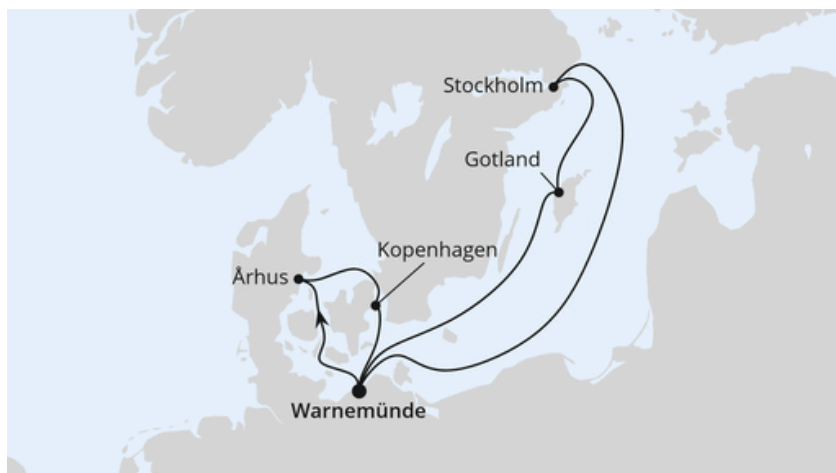 Stockholm
Gotland
Kopenhagen
Århus
Warnemünde